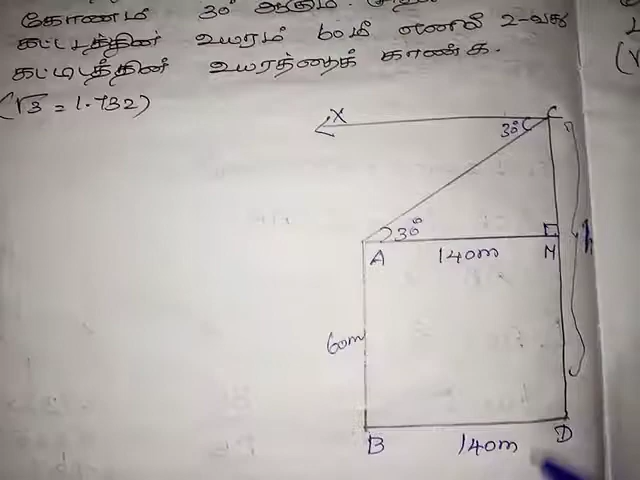 கோணம் 30° ஆகும்.
கட்டடத்தின் உயரம் 60மீ எனில் 2-வது
கட்டிடத்தின் உயரத்தைக் காண்க.
(√3 = 1.732)
X
C
30°
30°
A
140m
N
h
60m
B
140m
D
(√